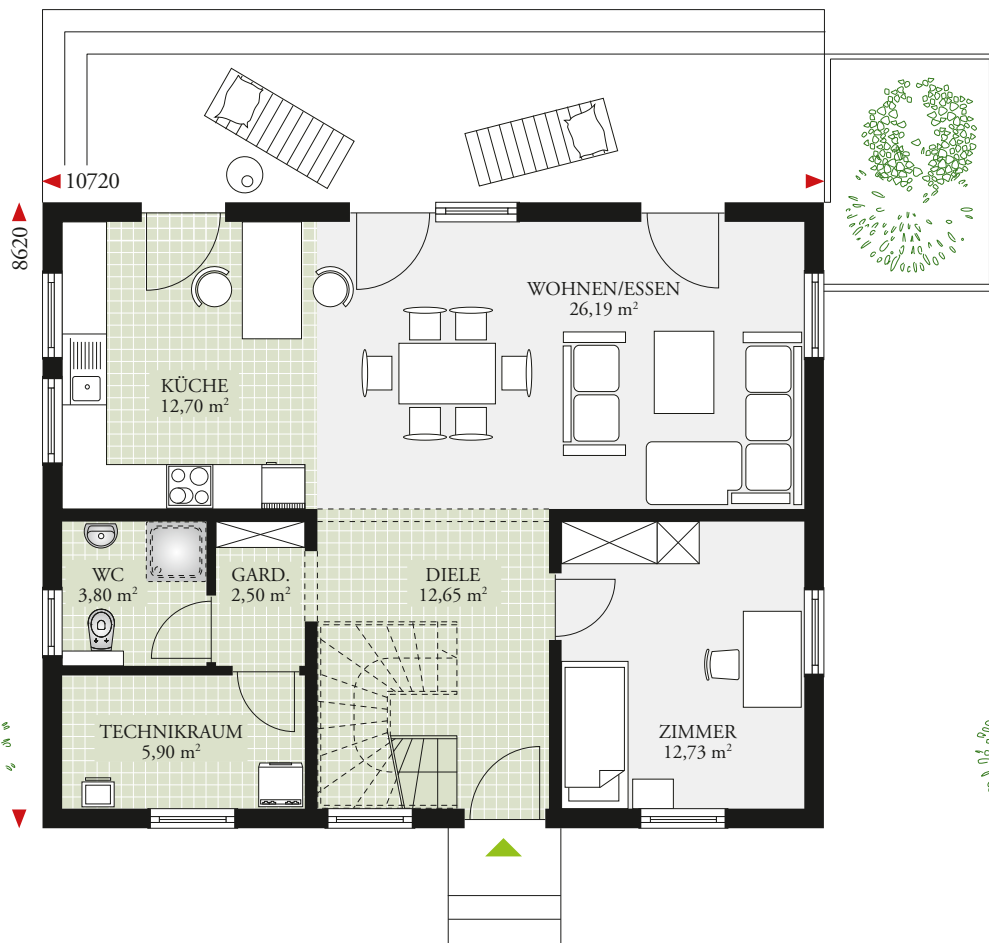 10720
8620
WOHNEN/ESSEN
26,19 m²
KÜCHE
12,70 m²
WC
3,80 m²
GARD.
2,50 m²
DIELE
12,65 m²
TECHNIKRAUM
5,90 m²
ZIMMER
12,73 m²